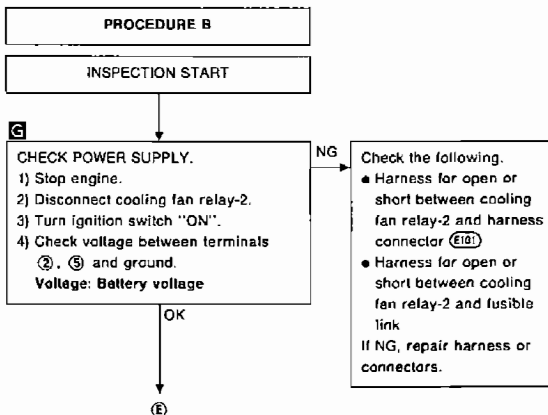 PROCEDURE B
INSPECTION START
G
CHECK POWER SUPPLY.
1) Stop engine.
2) Disconnect cooling fan relay-2.
3) Turn ignition switch "ON".
4) Check voltage between terminals
②, ⑤ and ground.
Voltage: Battery voltage
NG
Check the following.
● Harness for open or
short between cooling
fan relay-2 and harness
connector E101
● Harness for open or
short between cooling
fan relay-2 and fusible
link
If NG, repair harness or
connectors.
OK
Ⓔ